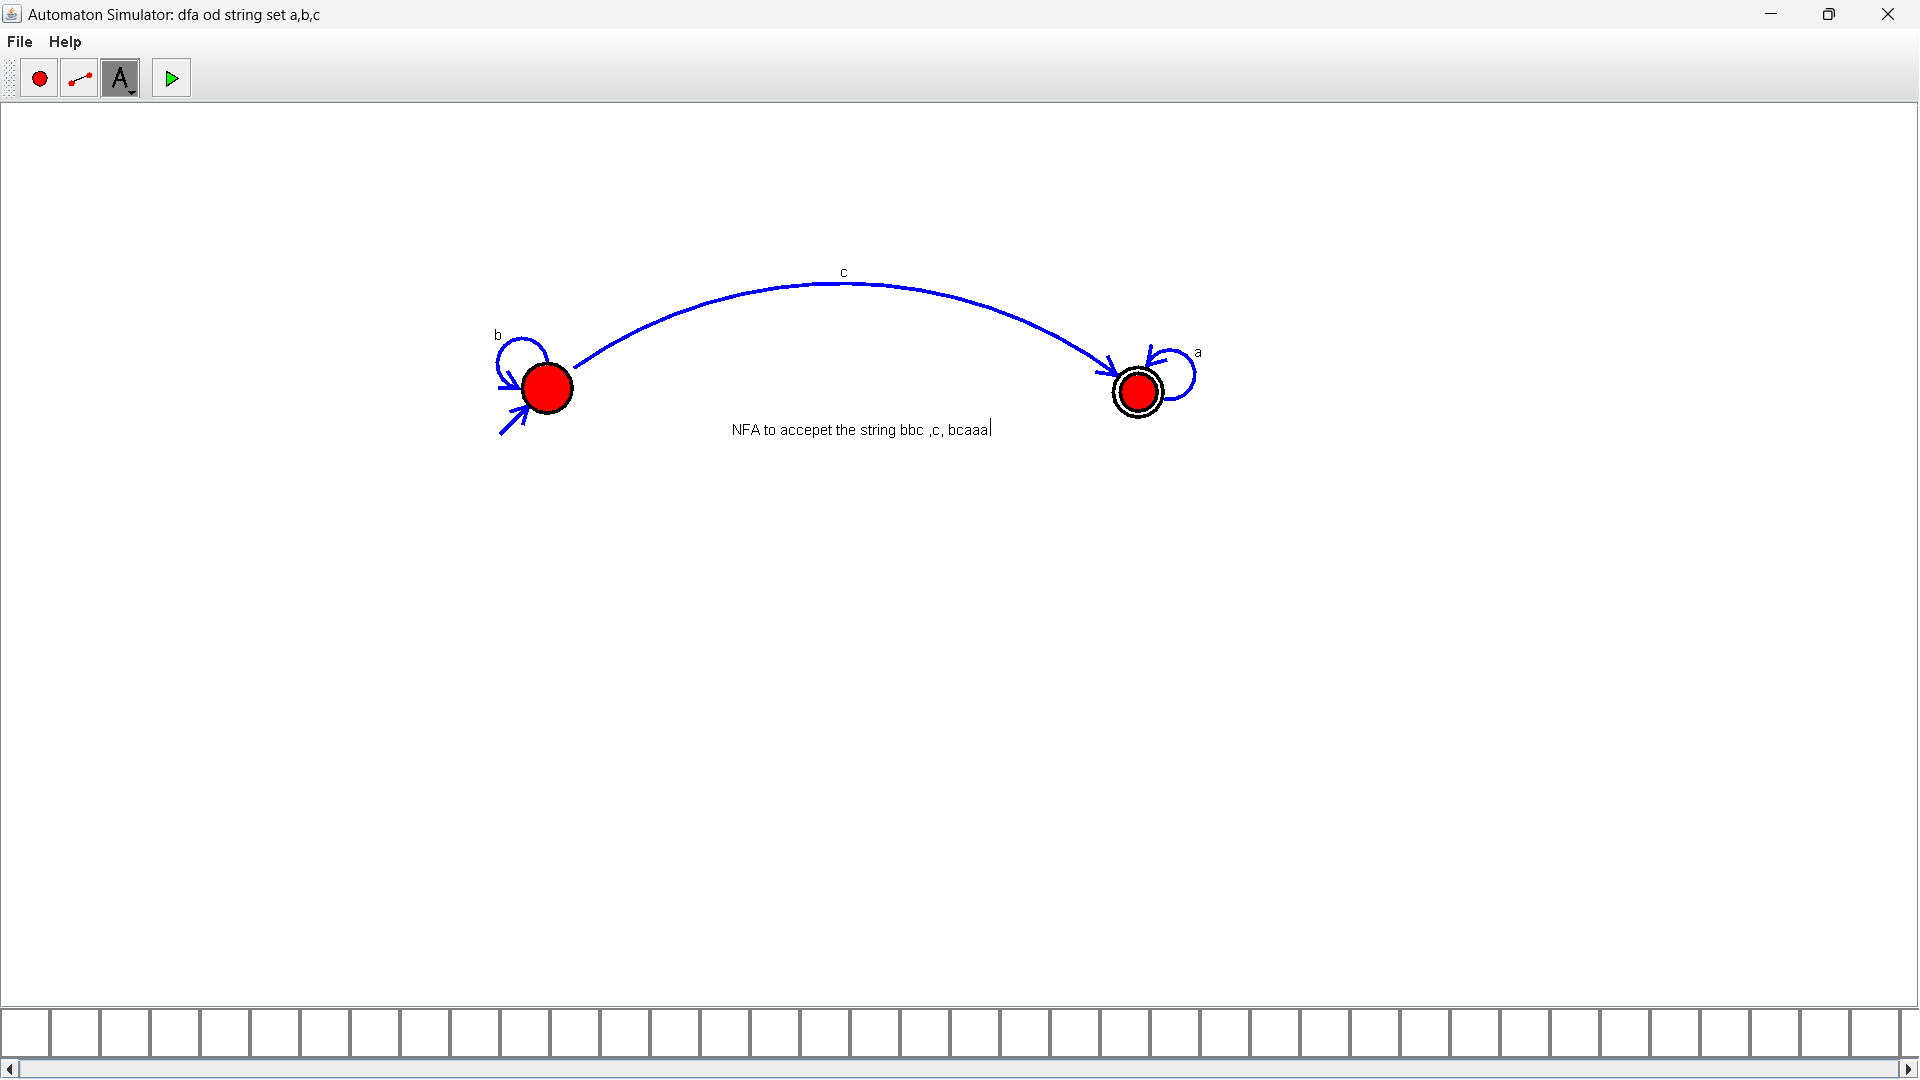 Automaton Simulator: dfa od string set a,b,c
File Help
A
c
b
a
NFA to accepet the string bbc ,c, bcaaa